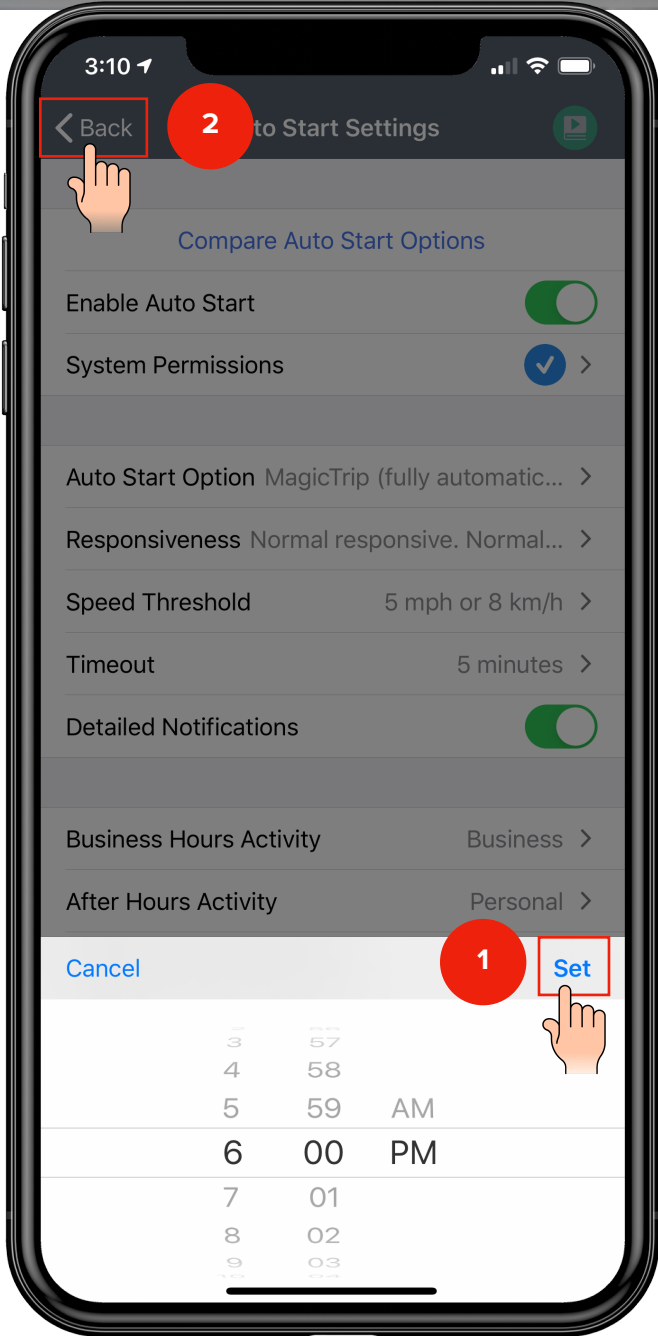 3:10
Back
2
to Start Settings
Compare Auto Start Options
Enable Auto Start
System Permissions
Auto Start Option MagicTrip (fully automatic...
Responsiveness Normal responsive. Normal...
Speed Threshold 5 mph or 8 km/h
Timeout 5 minutes
Detailed Notifications
Business Hours Activity Business
After Hours Activity Personal
Cancel 1 Set
3 57
4 58
5 59 AM
6 00 PM
7 01
8 02
9 03